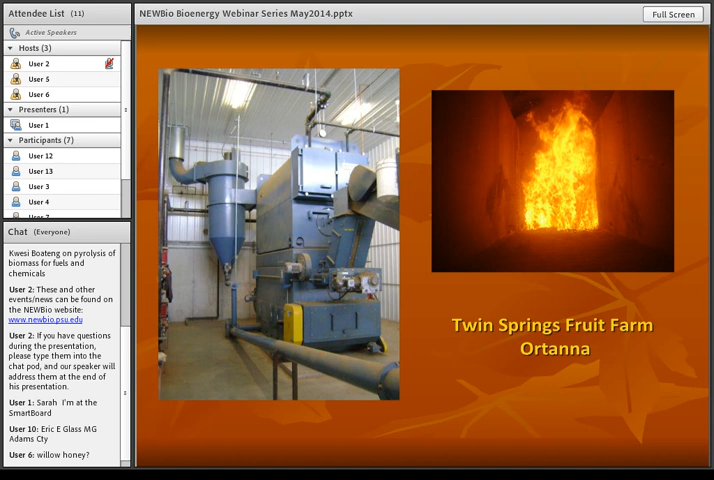 Attendee List (11)
Active Speakers
Hosts (3)
User 2
User 5
User 6
Presenters (1)
User 1
Participants (7)
User 12
User 13
User 3
User 4
User 7
Chat (Everyone)
Kwesi Boateng on pyrolysis of
biomass for fuels and
chemicals
User 2: These and other
events/news can be found on
the NEWBio website:
www.newbio.psu.edu
User 2: If you have questions
during the presentation,
please type them into the
chat pod, and our speaker will
address them at the end of
his presentation.
User 1: Sarah I'm at the
SmartBoard
User 10: Eric E Glass MG
Adams Cty
User 6: willow honey?
NEWBio Bioenergy Webinar Series May2014.pptx
Full Screen
Twin Springs Fruit Farm
Ortanna